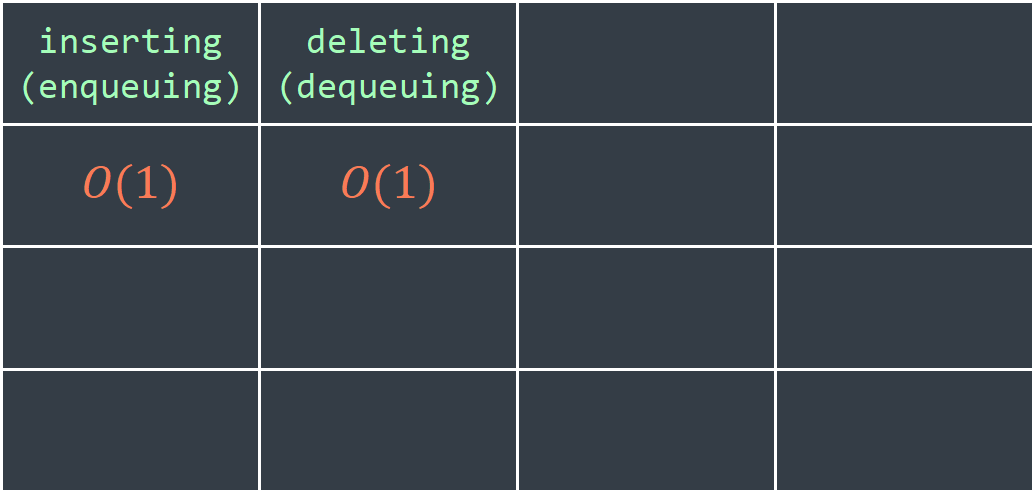 inserting deleting
(enqueuing) (dequeuing)
O(1) O(1)